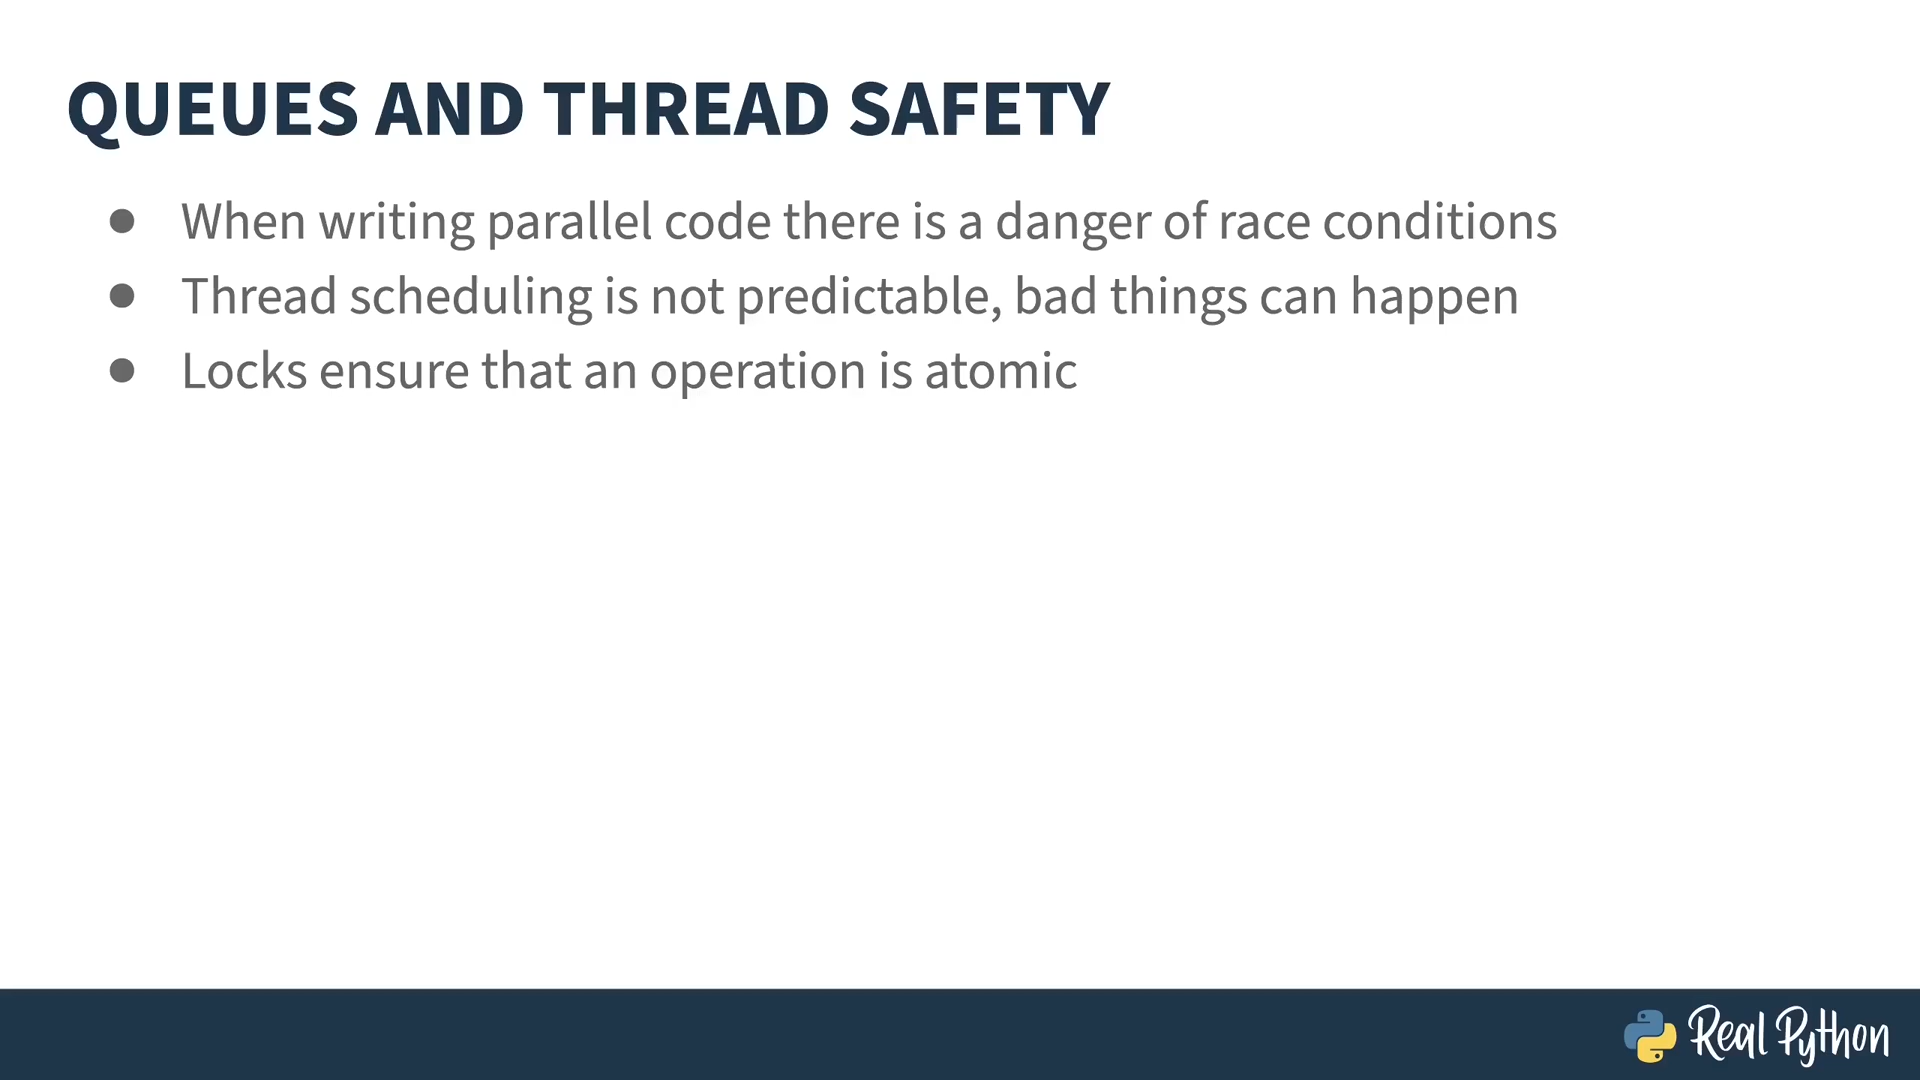 QUEUES AND THREAD SAFETY
● When writing parallel code there is a danger of race conditions
● Thread scheduling is not predictable, bad things can happen
● Locks ensure that an operation is atomic
Real Python